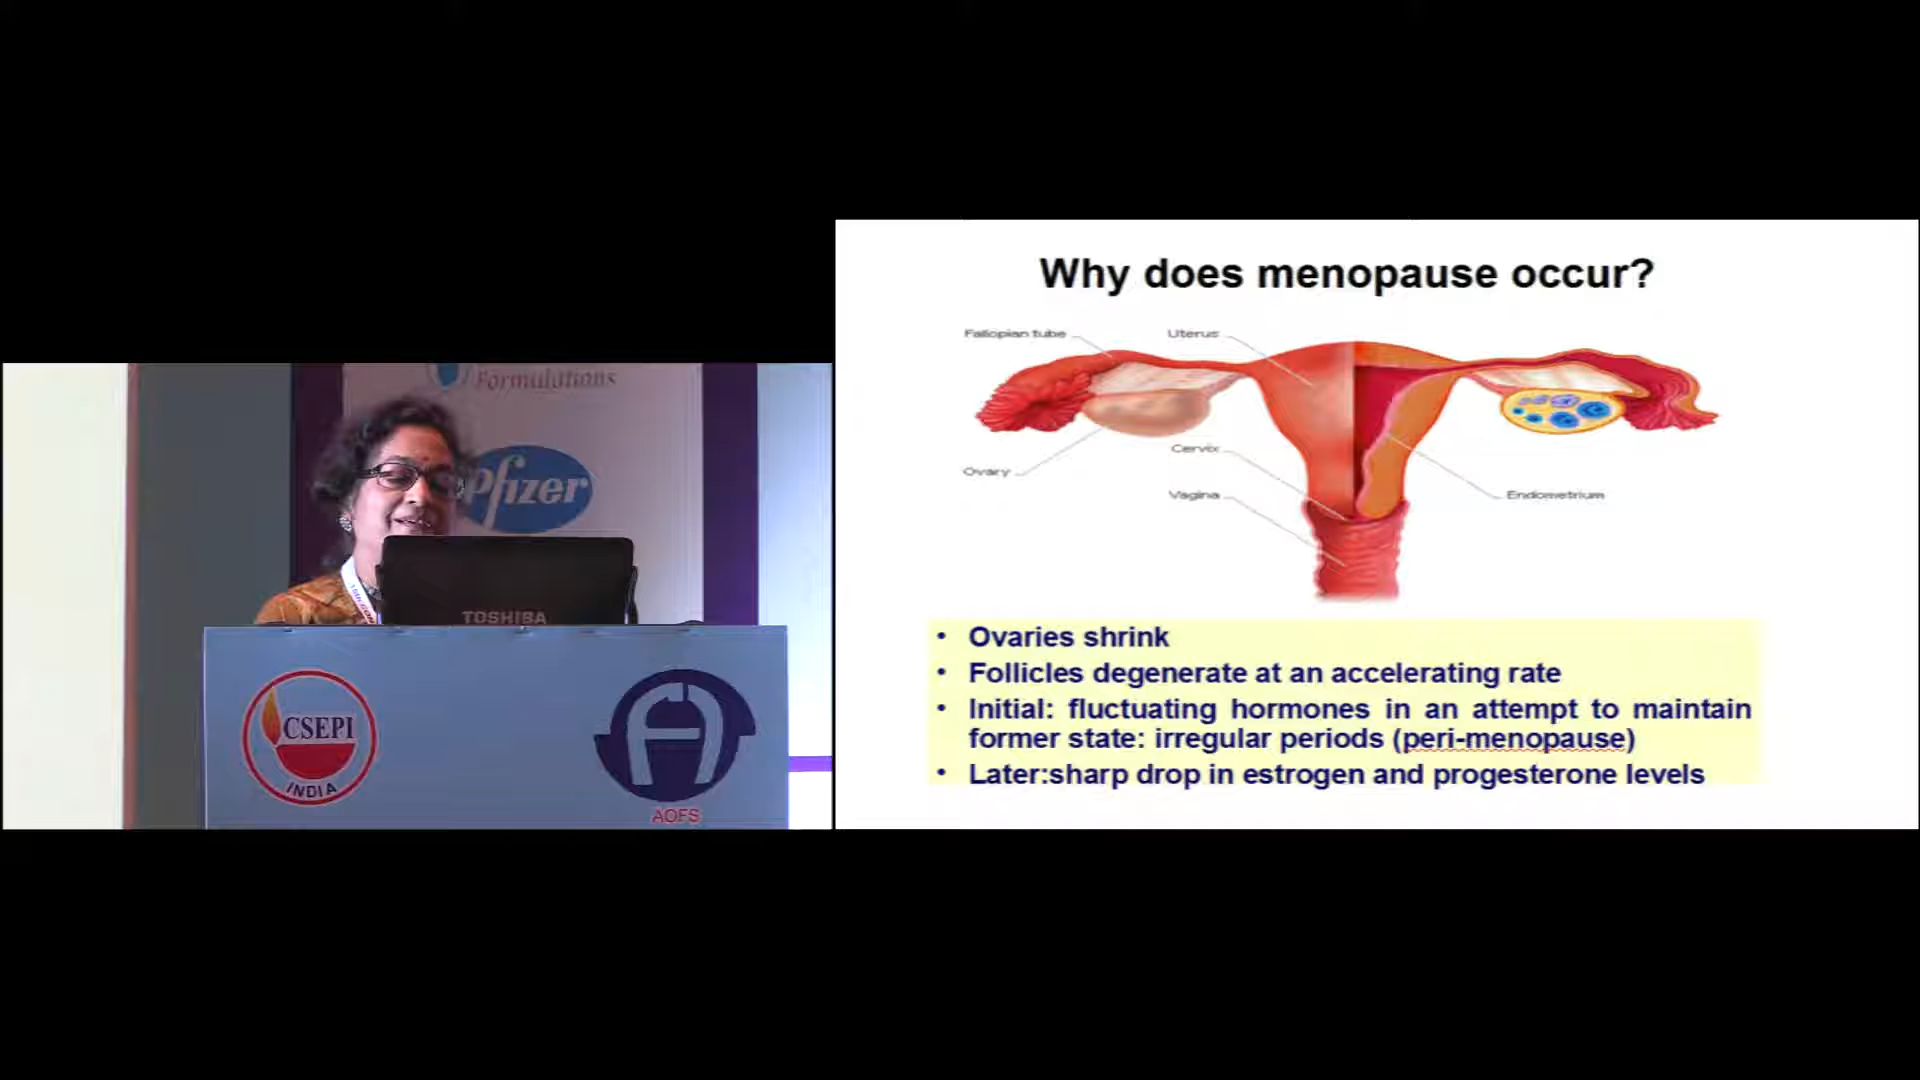 Formulations
Pfizer
TOSHIBA
CSEPI
INDIA
AOFS
Why does menopause occur?
Fallopian tube
Uterus
Ovary
Cervix
Vagina
Endometrium
• Ovaries shrink
• Follicles degenerate at an accelerating rate
• Initial: fluctuating hormones in an attempt to maintain
former state: irregular periods (peri-menopause)
• Later:sharp drop in estrogen and progesterone levels